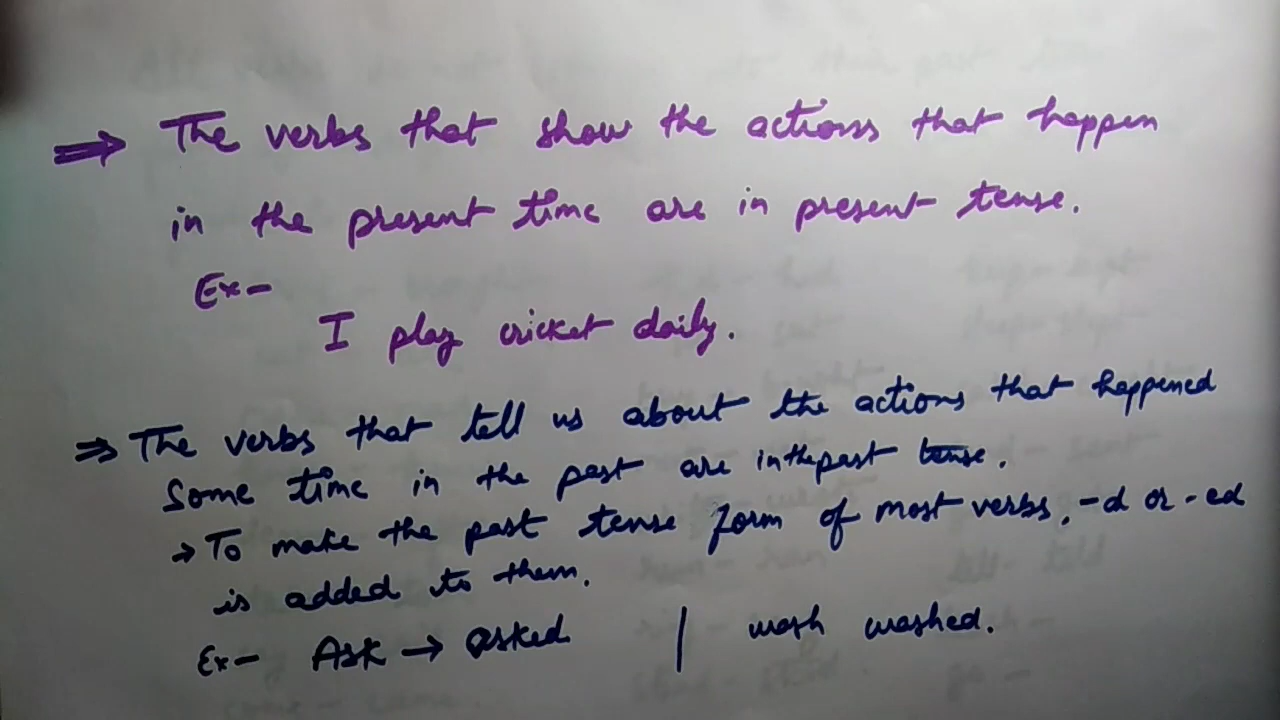 ⇒ The verbs that show the actions that happen
in the present time are in present tense.
Ex-
I play cricket daily.
⇒ The verbs that tell us about the actions that happened
Some time in the past are in the past tense.
→ To make the past tense form of most verbs, -d or -ed
is added to them.
Ex- Ask → asked | wash washed.